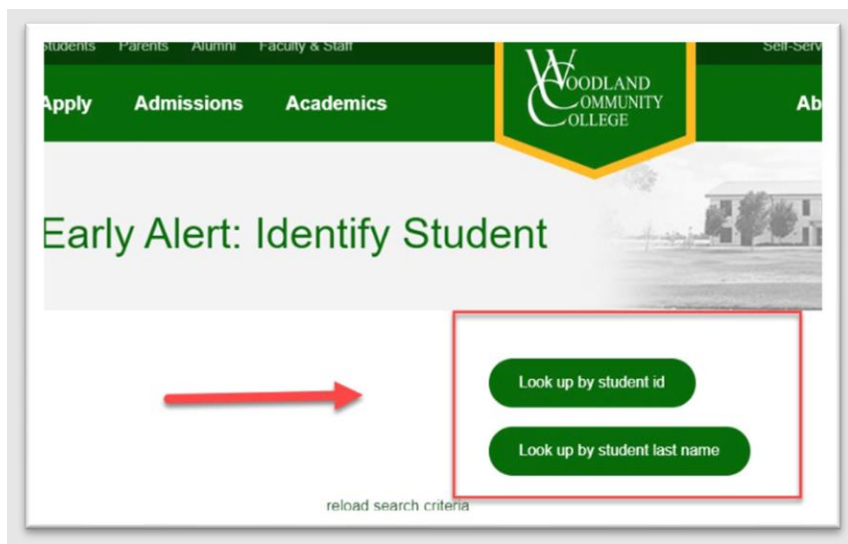 Students Parents Alumni Faculty & Staff Self-Serv
Apply Admissions Academics
WOODLAND
COMMUNITY
COLLEGE
Ab
Early Alert: Identify Student
Look up by student id
Look up by student last name
reload search criteria